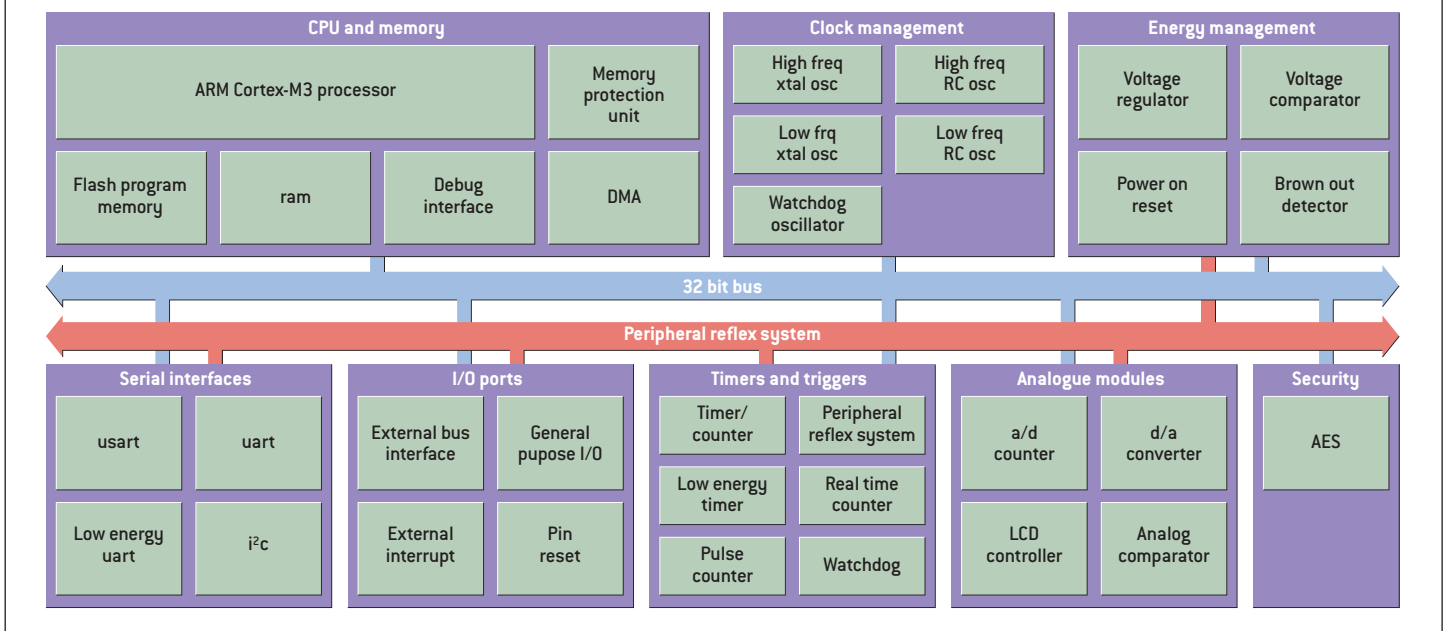 CPU and memory
ARM Cortex-M3 processor
Memory
protection
unit
Flash program
memory
ram
Debug
interface
DMA
Clock management
High freq
xtal osc
High freq
RC osc
Low frq
xtal osc
Low freq
RC osc
Watchdog
oscillator
Energy management
Voltage
regulator
Voltage
comparator
Power on
reset
Brown out
detector
32 bit bus
Peripheral reflex system
Serial interfaces
usart
uart
Low energy
uart
i²c
I/O ports
External bus
interface
General
pupose I/O
External
interrupt
Pin
reset
Timers and triggers
Timer/
counter
Peripheral
reflex system
Low energy
timer
Real time
counter
Pulse
counter
Watchdog
Analogue modules
a/d
counter
d/a
converter
LCD
controller
Analog
comparator
Security
AES